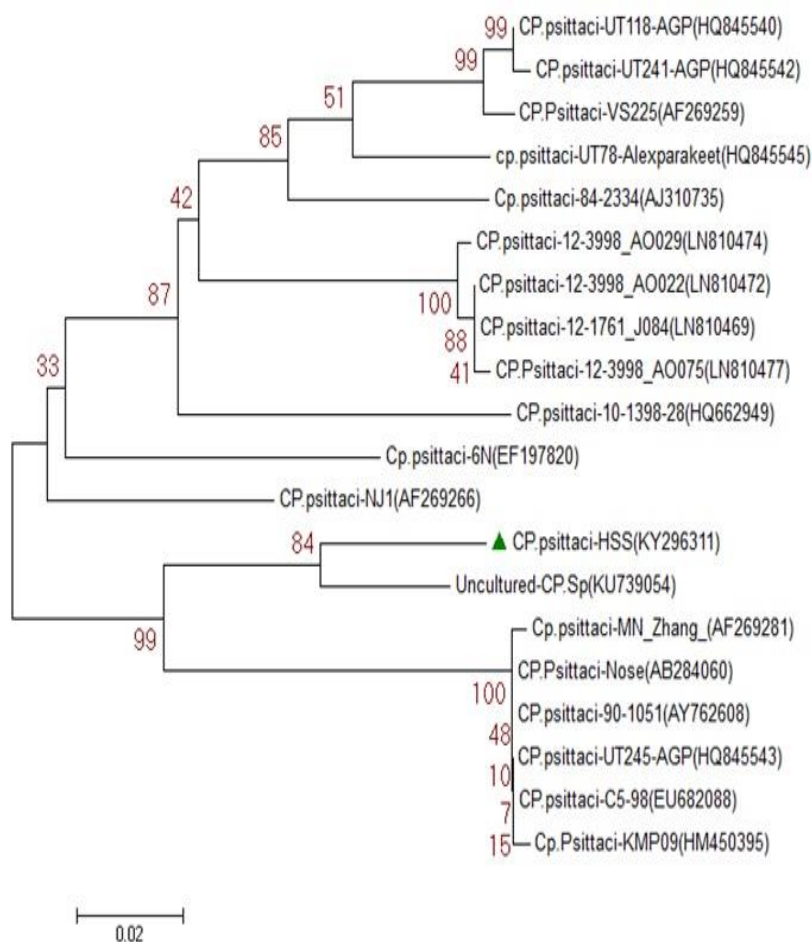 99
CP.psittaci-UT118-AGP(HQ845540)
99
CP.psittaci-UT241-AGP(HQ845542)
51
CP.Psittaci-VS225(AF269259)
85
cp.psittaci-UT78-Alexparakeet(HQ845545)
42
Cp.psittaci-84-2334(AJ310735)
CP.psittaci-12-3998_AO029(LN810474)
CP.psittaci-12-3998_AO022(LN810472)
87
100
CP.psittaci-12-1761_J084(LN810469)
88
33
41
CP.Psittaci-12-3998_AO075(LN810477)
CP.psittaci-10-1398-28(HQ662949)
Cp.psittaci-6N(EF197820)
CP.psittaci-NJ1(AF269266)
84
CP.psittaci-HSS(KY296311)
Uncultured-CP.Sp(KU739054)
99
Cp.psittaci-MN_Zhang_(AF269281)
CP.Psittaci-Nose(AB284060)
100
CP.psittaci-90-1051(AY762608)
48
CP.psittaci-UT245-AGP(HQ845543)
10
CP.psittaci-C5-98(EU682088)
7
15
Cp.Psittaci-KMP09(HM450395)
0.02